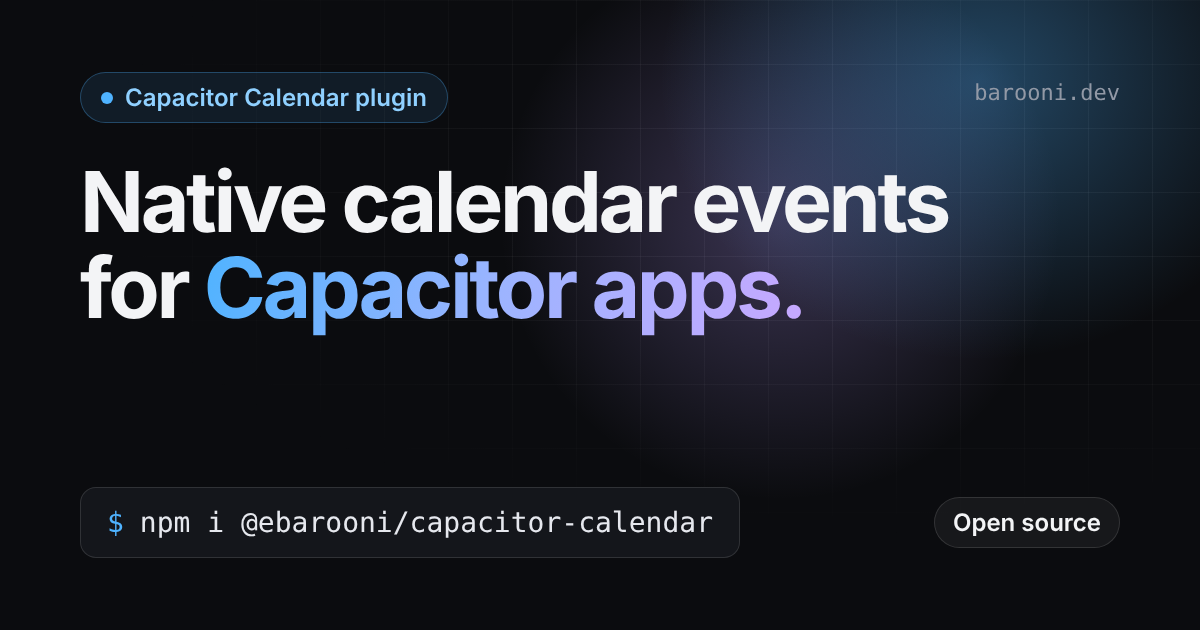 Capacitor Calendar plugin
barooni.dev
Native calendar events
for Capacitor apps.
$ npm i @ebarooni/capacitor-calendar
Open source